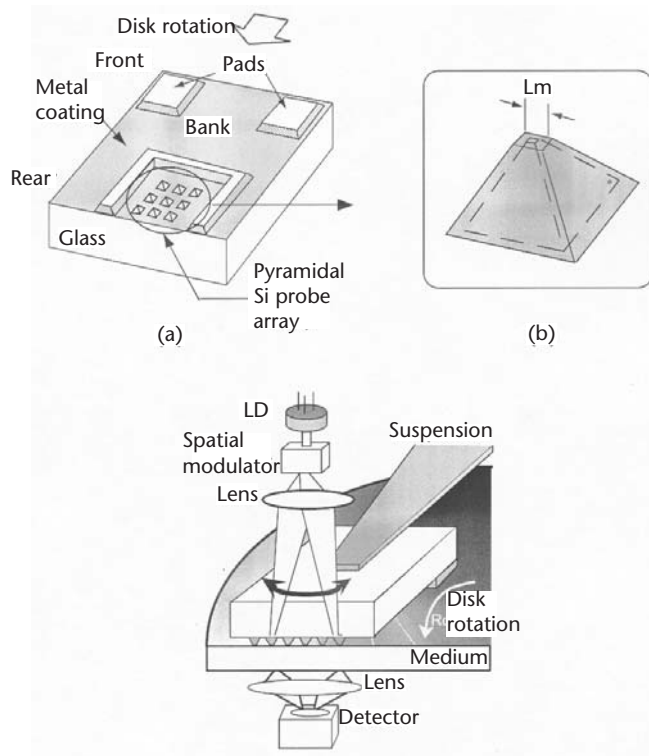 Disk rotation
Front
Pads
Metal
coating
Bank
Rear
Glass
Pyramidal
Si probe
array
(a)
Lm
(b)
LD
Spatial
modulator
Suspension
Lens
Disk
rotation
Medium
Lens
Detector